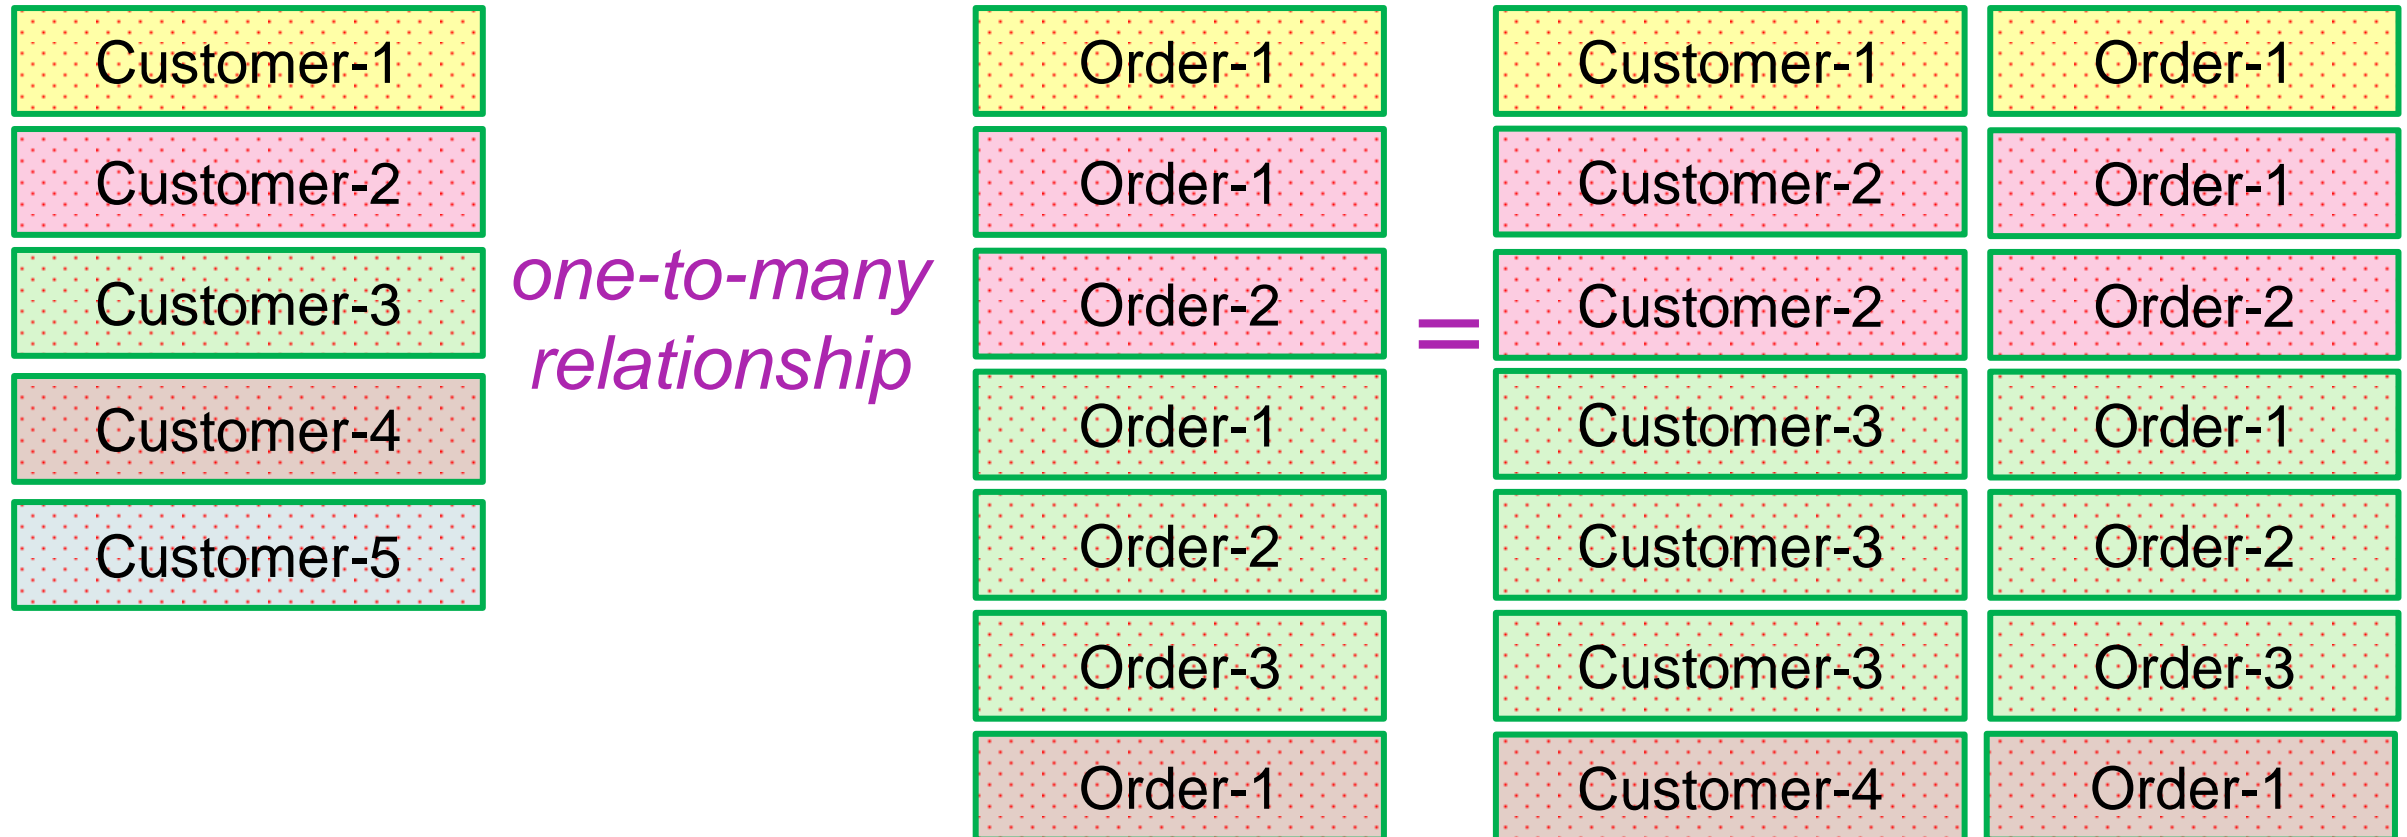 Customer-1
Customer-2
Customer-3
Customer-4
Customer-5
one-to-many
relationship
Order-1
Order-1
Order-2
Order-1
Order-2
Order-3
Order-1
=
Customer-1 Order-1
Customer-2 Order-1
Customer-2 Order-2
Customer-3 Order-1
Customer-3 Order-2
Customer-3 Order-3
Customer-4 Order-1